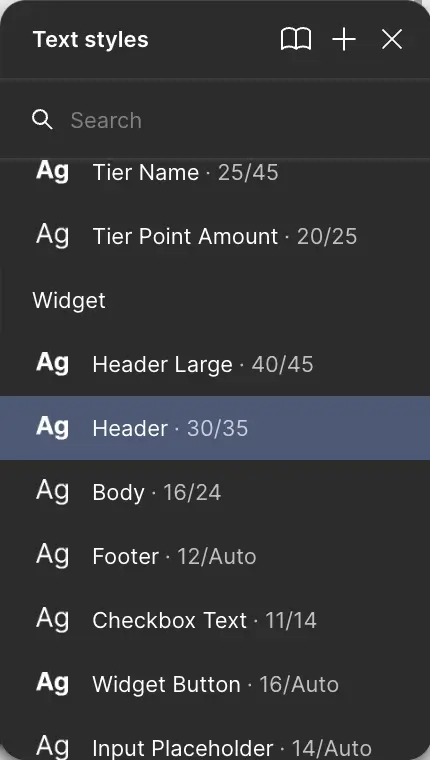 Text styles
Search
Ag Tier Name · 25/45
Ag Tier Point Amount · 20/25
Widget
Ag Header Large · 40/45
Ag Header · 30/35
Ag Body · 16/24
Ag Footer · 12/Auto
Ag Checkbox Text · 11/14
Ag Widget Button · 16/Auto
Ag Input Placeholder · 14/Auto